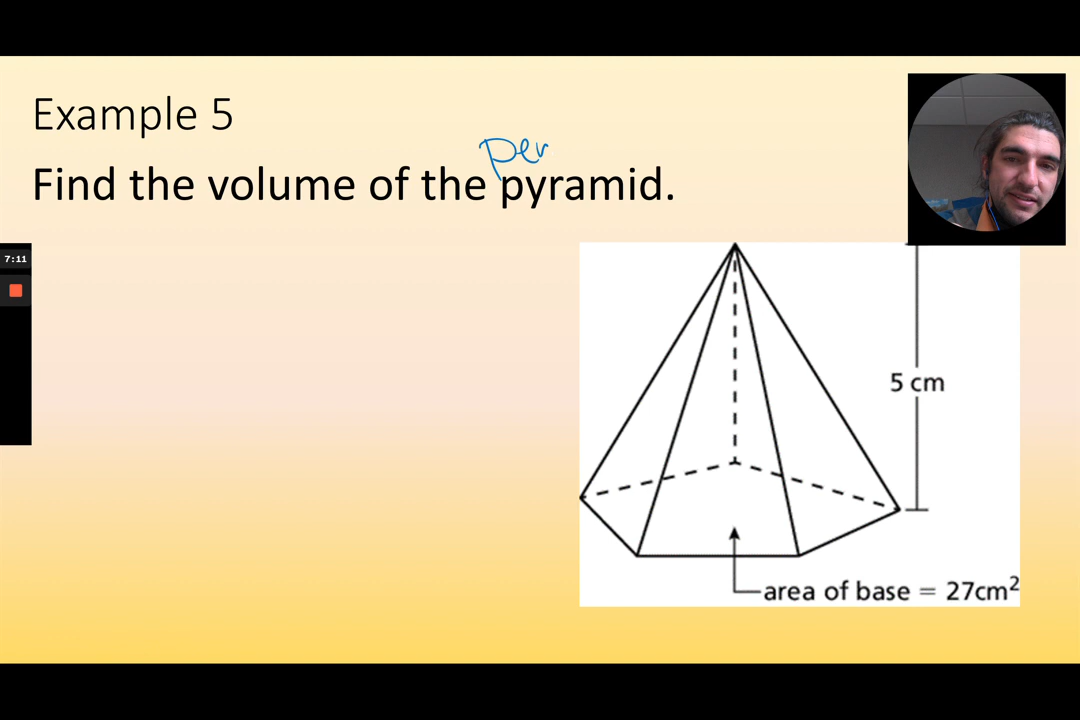 Example 5
per
Find the volume of the pyramid.
7:11
5 cm
area of base = 27cm²